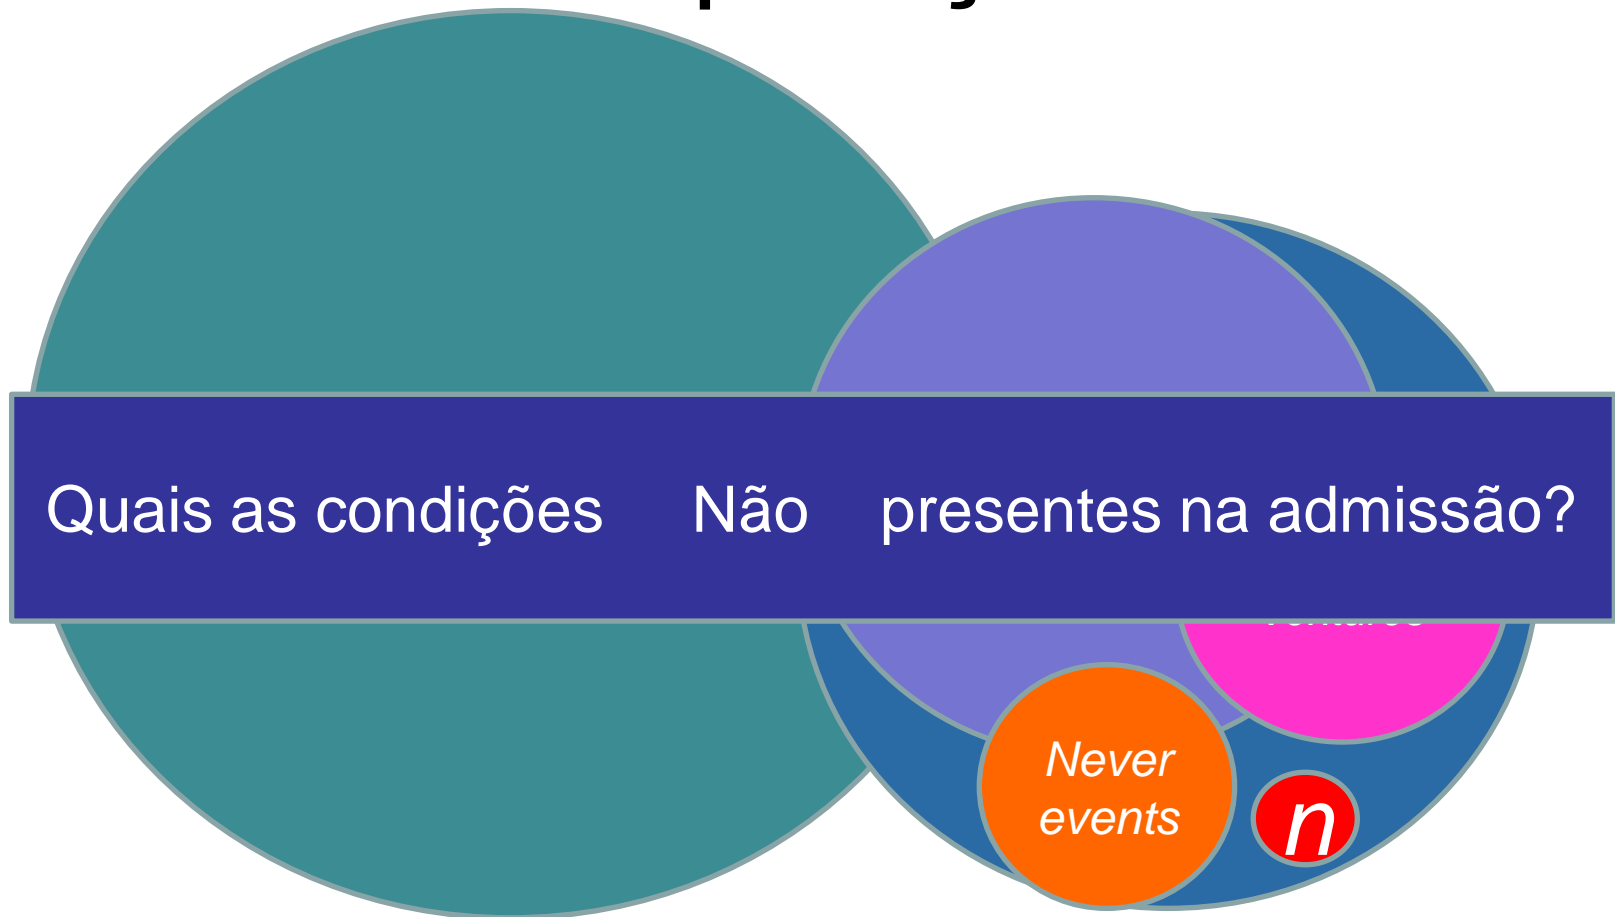 Quais as condições Não presentes na admissão?
Never
events
n